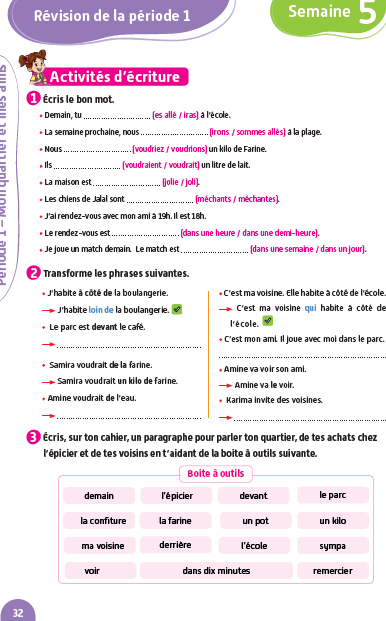 Révision de la période 1
Semaine 5
Période 1 – Mon quartier et mes amis
Activités d'écriture
1 Écris le bon mot.
• Demain, tu ............................ (es allé / iras) à l'école.
• La semaine prochaine, nous ............................ (irons / sommes allés) à la plage.
• Nous ............................ (voudriez / voudrions) un kilo de Farine.
• Ils ............................ (voudraient / voudrait) un litre de lait.
• La maison est ............................ (jolie / joli).
• Les chiens de Jalal sont ............................ (méchants / méchantes).
• J'ai rendez-vous avec mon ami à 19h. Il est 18h.
• Le rendez-vous est ............................ (dans une heure / dans une demi-heure).
• Je joue un match demain. Le match est ............................ (dans une semaine / dans un jour).
2 Transforme les phrases suivantes.
• J'habite à côté de la boulangerie.
→ J'habite loin de la boulangerie.
• Le parc est devant le café.
→ ............................
• Samira voudrait de la farine.
→ Samira voudrait un kilo de farine.
• Amine voudrait de l'eau.
→ ............................
• C'est ma voisine. Elle habite à côté de l'école.
→ C'est ma voisine qui habite à côté de
l'école.
• C'est mon ami. Il joue avec moi dans le parc.
............................
• Amine va voir son ami.
→ Amine va le voir.
• Karima invite des voisines.
→ ............................
3 Écris, sur ton cahier, un paragraphe pour parler ton quartier, de tes achats chez
l'épicier et de tes voisins en t'aidant de la boite à outils suivante.
Boite à outils
demain l'épicier devant le parc
la confiture la farine un pot un kilo
ma voisine derrière l'école sympa
voir dans dix minutes remercier
32